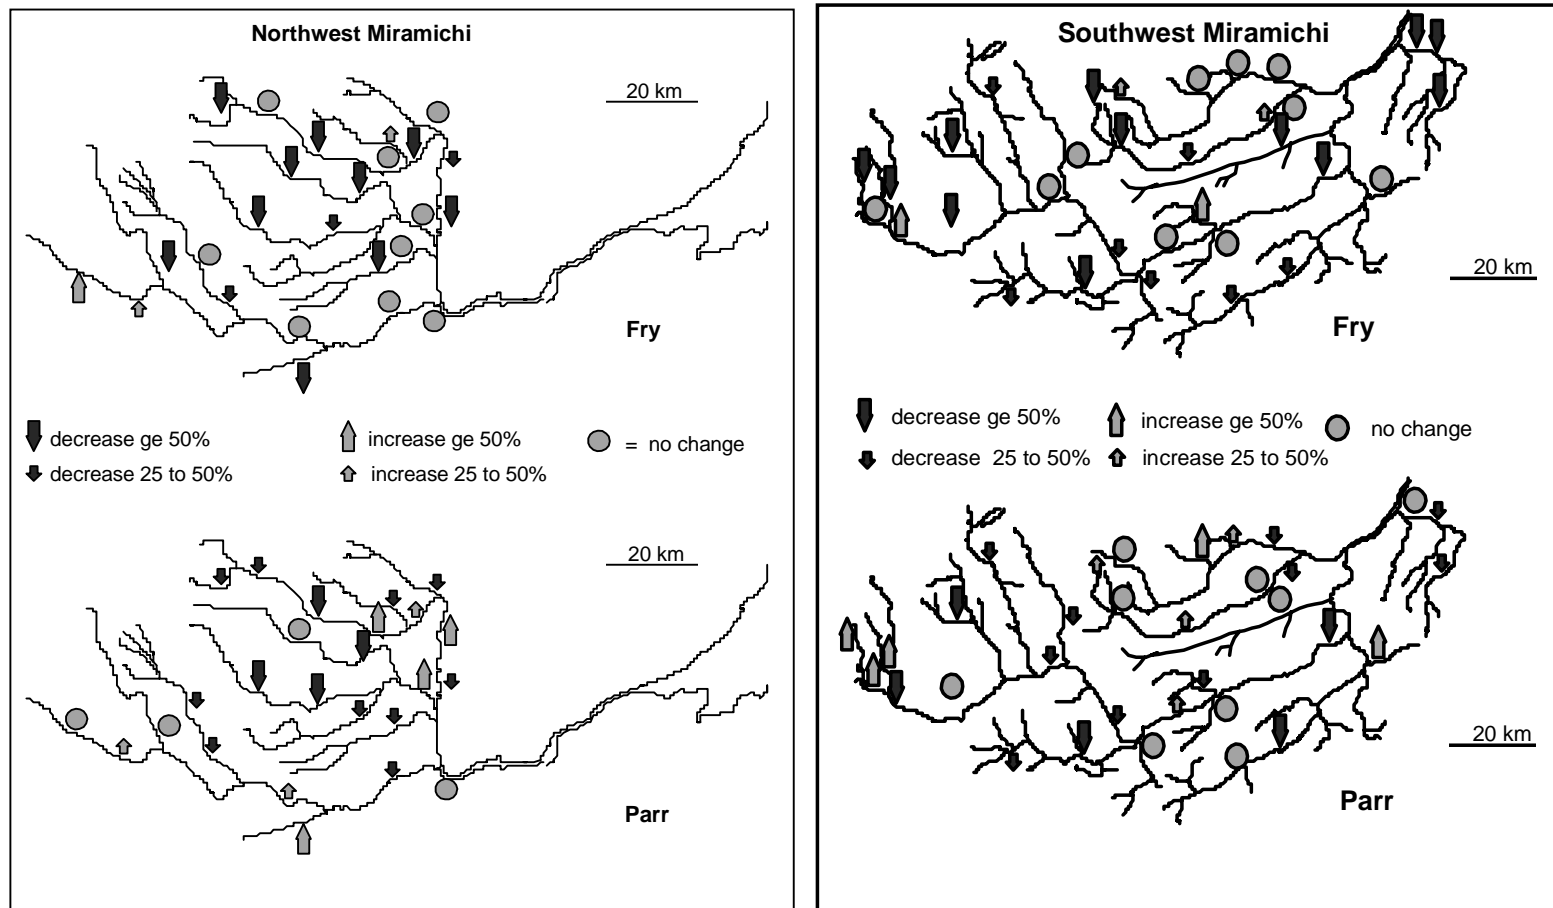 Northwest Miramichi
20 km
Fry
decrease ge 50%
increase ge 50%
= no change
decrease 25 to 50%
increase 25 to 50%
20 km
Parr
Southwest Miramichi
20 km
Fry
decrease ge 50%
increase ge 50%
no change
decrease 25 to 50%
increase 25 to 50%
20 km
Parr